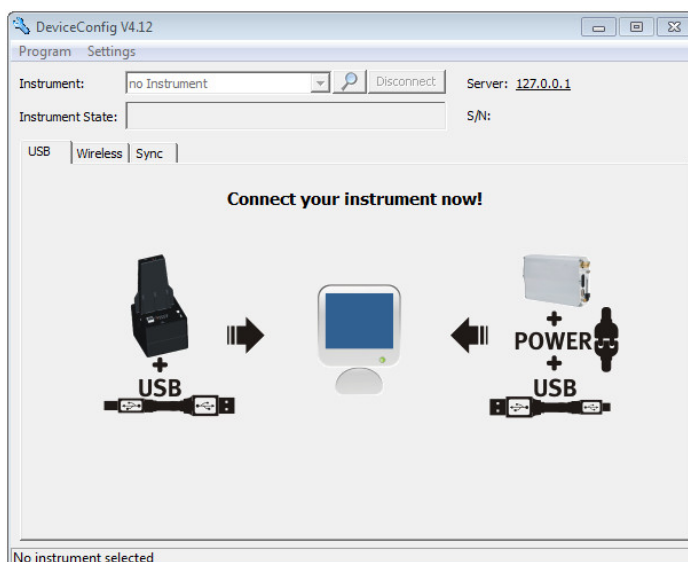 DeviceConfig V4.12
Program Settings
Instrument: no Instrument Disconnect Server: 127.0.0.1
Instrument State: S/N:
USB Wireless Sync
Connect your instrument now!
+
USB
+
POWER
+
USB
No instrument selected